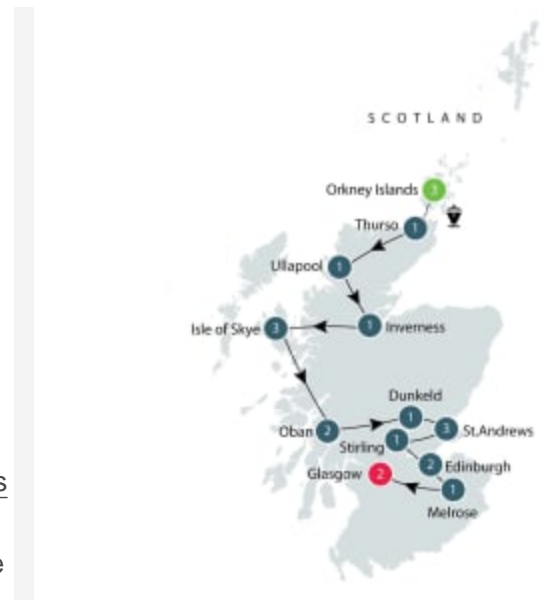 SCOTLAND
Orkney Islands 3
Thurso 1
Ullapool 1
Isle of Skye 3
1 Inverness
Dunkeld
1
Oban 2
3 St.Andrews
Stirling 1
2 Edinburgh
Glasgow 2
1
Melrose
s
e